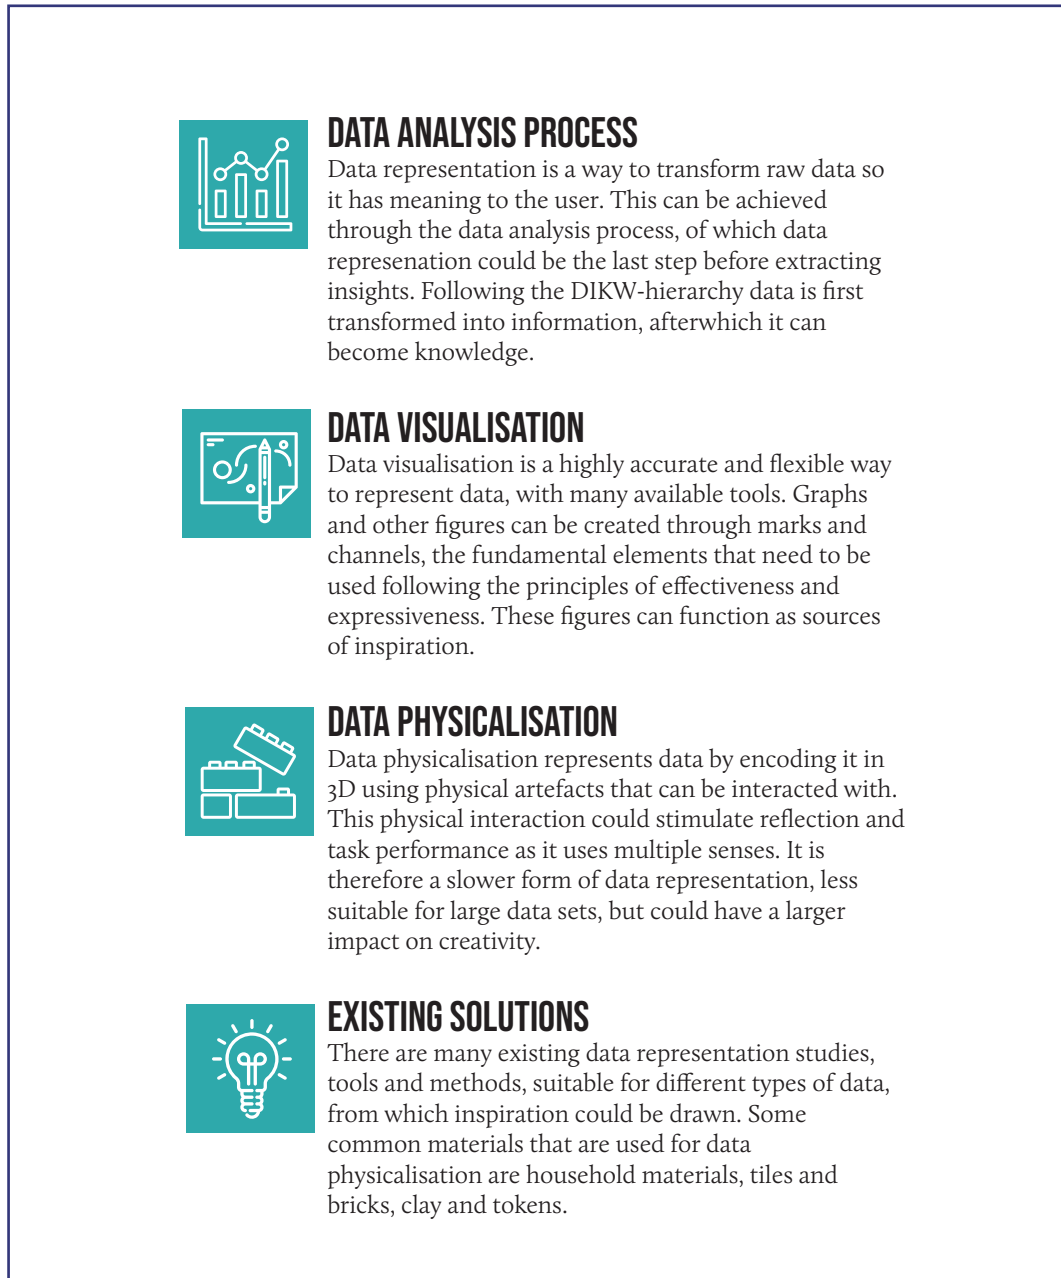 DATA ANALYSIS PROCESS
Data representation is a way to transform raw data so
it has meaning to the user. This can be achieved
through the data analysis process, of which data
represenation could be the last step before extracting
insights. Following the DIKW-hierarchy data is first
transformed into information, afterwhich it can
become knowledge.
DATA VISUALISATION
Data visualisation is a highly accurate and flexible way
to represent data, with many available tools. Graphs
and other figures can be created through marks and
channels, the fundamental elements that need to be
used following the principles of effectiveness and
expressiveness. These figures can function as sources
of inspiration.
DATA PHYSICALISATION
Data physicalisation represents data by encoding it in
3D using physical artefacts that can be interacted with.
This physical interaction could stimulate reflection and
task performance as it uses multiple senses. It is
therefore a slower form of data representation, less
suitable for large data sets, but could have a larger
impact on creativity.
EXISTING SOLUTIONS
There are many existing data representation studies,
tools and methods, suitable for different types of data,
from which inspiration could be drawn. Some
common materials that are used for data
physicalisation are household materials, tiles and
bricks, clay and tokens.